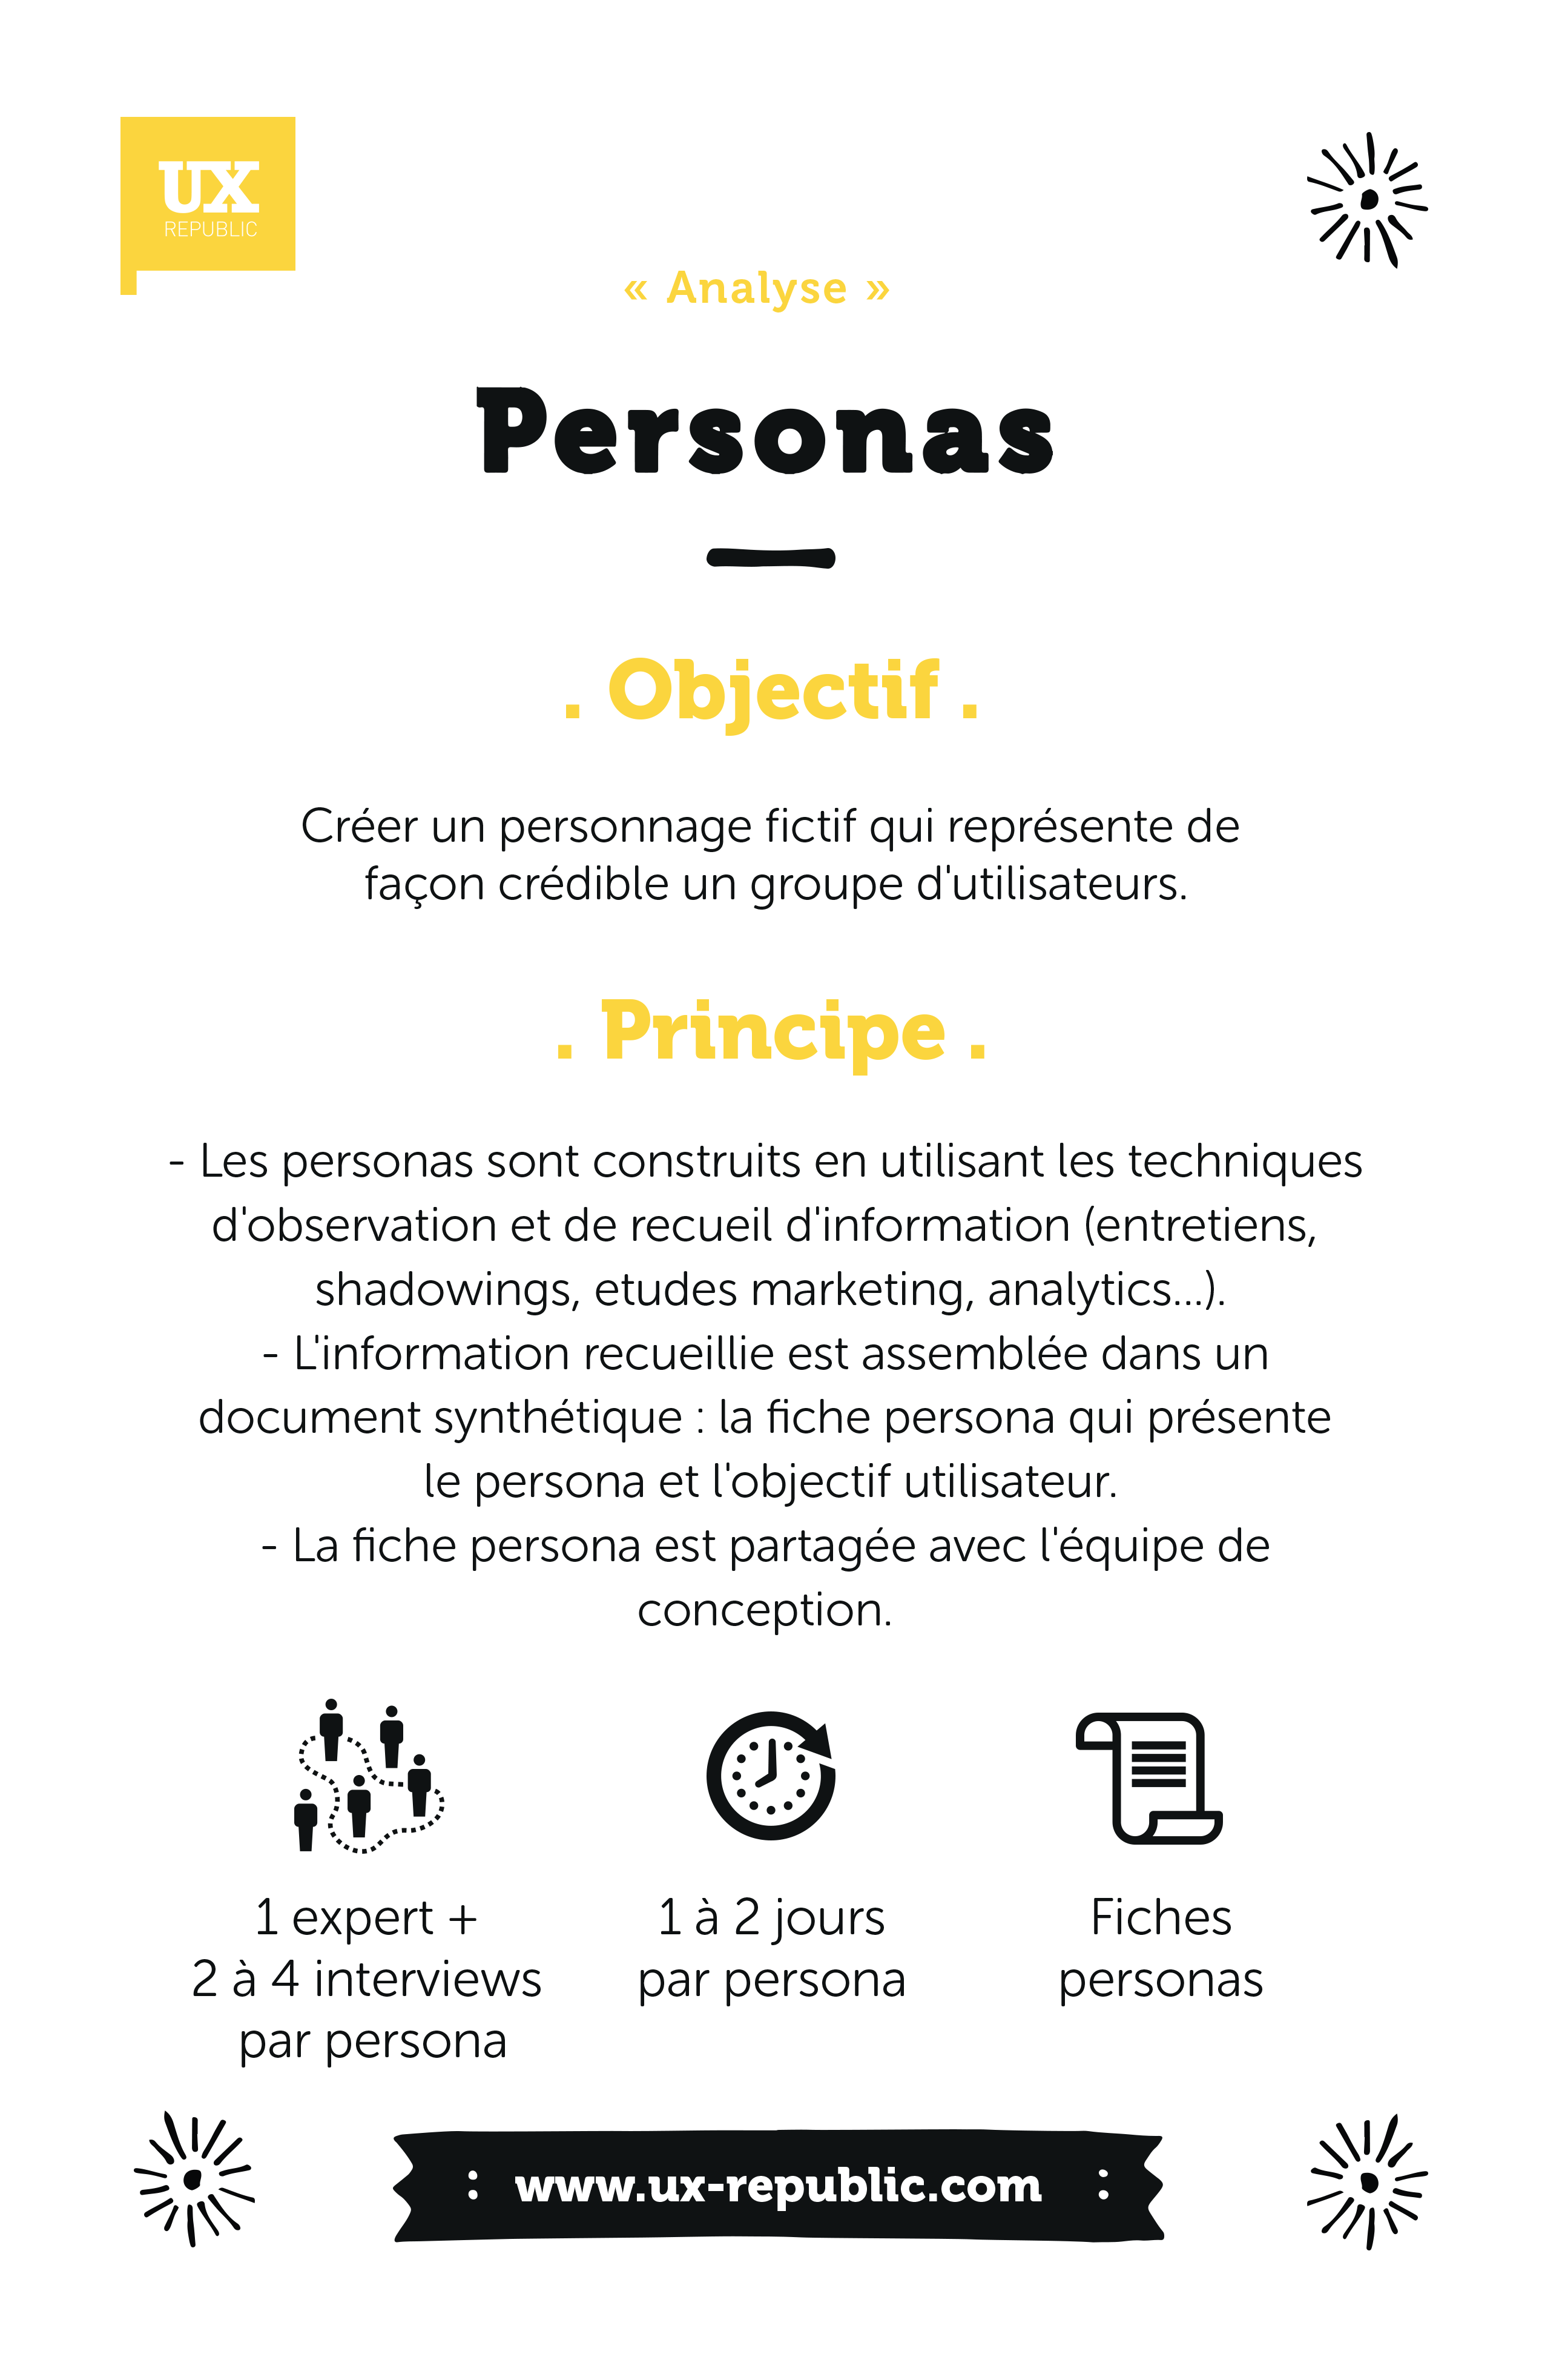 UX
REPUBLIC
« Analyse »
Personas
. Objectif .
Créer un personnage fictif qui représente de
façon crédible un groupe d'utilisateurs.
. Principe .
- Les personas sont construits en utilisant les techniques
d'observation et de recueil d'information (entretiens,
shadowings, etudes marketing, analytics...).
- L'information recueillie est assemblée dans un
document synthétique : la fiche persona qui présente
le persona et l'objectif utilisateur.
- La fiche persona est partagée avec l'équipe de
conception.
1 expert +
2 à 4 interviews
par persona
1 à 2 jours
par persona
Fiches
personas
: www.ux-republic.com :